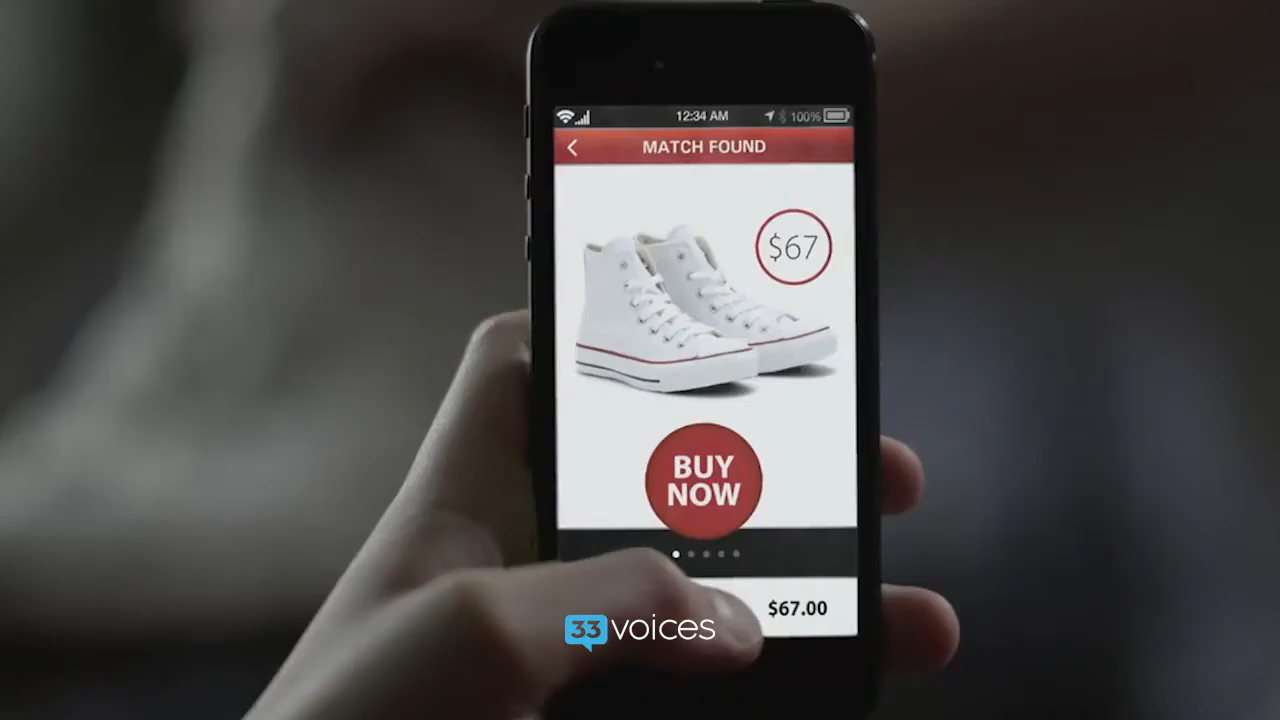 12:34 AM
100%
MATCH FOUND
$67
BUY
NOW
$67.00
33voices